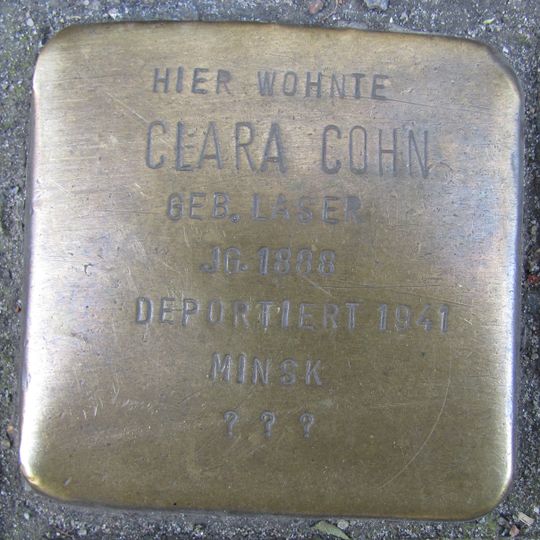 HIER WOHNTE
CLARA COHN
GEB. LASER
JG. 1888
DEPORTIERT 1941
MINSK
? ? ?